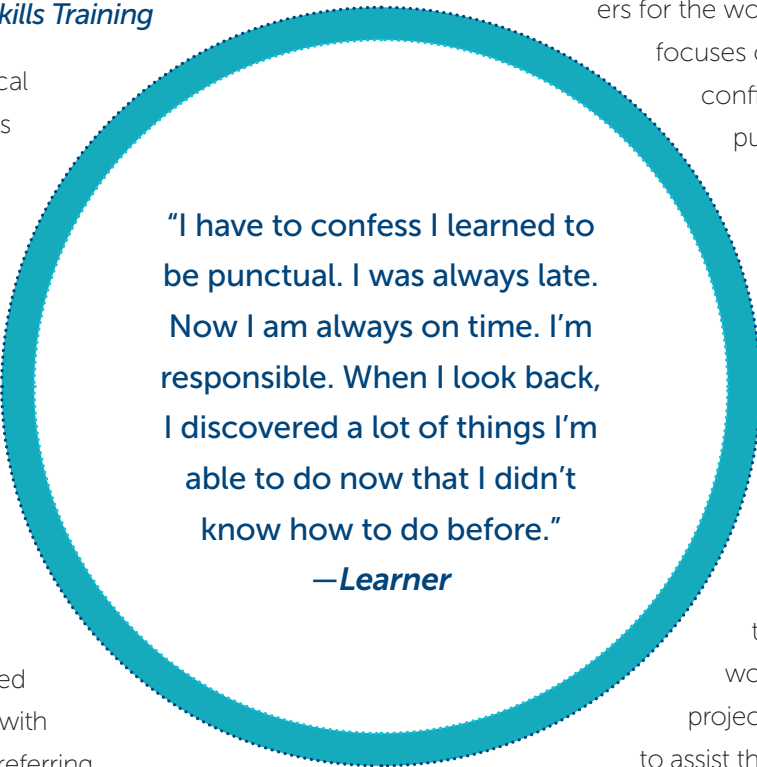 kills Training
cal
s
ers for the wo
focuses
conf
pu
“I have to confess I learned to
be punctual. I was always late.
Now I am always on time. I’m
responsible. When I look back,
I discovered a lot of things I’m
able to do now that I didn’t
know how to do before.”
—Learner
ed
with
referring
t
wo
projec
to assist th